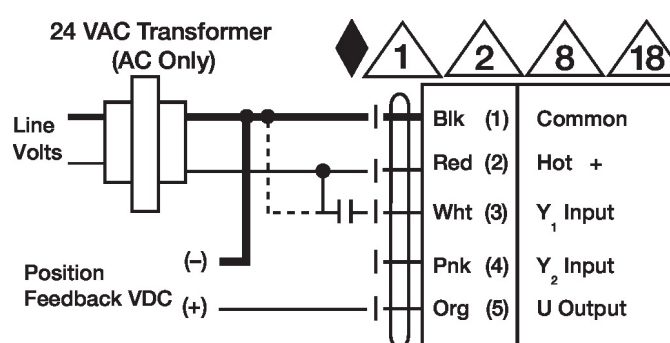 24 VAC Transformer
(AC Only)
1 2 8 18
Line
Volts
Blk (1) Common
Red (2) Hot +
Wht (3) Y1 Input
Pnk (4) Y2 Input
Org (5) U Output
(-)
Position
Feedback VDC (+)